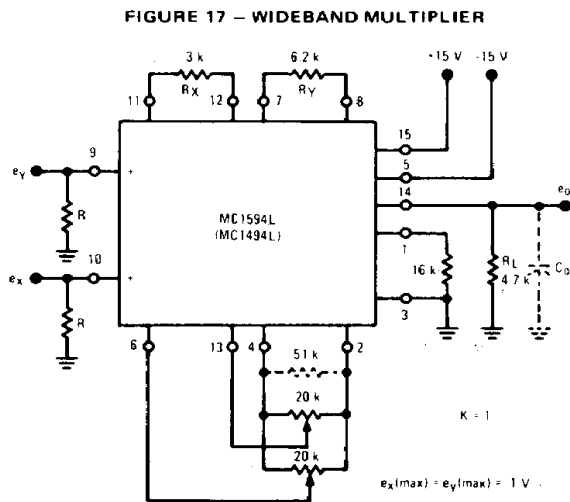 FIGURE 17 – WIDEBAND MULTIPLIER
+15 V -15 V
3 k 6.2 k
RX RY
11 12 7 8
15
5
14
1
3
9
eY
+
R
MC1594L
(MC1494L)
eo
10
ex
+
R
16 k
RL
4.7 k
Co
6 13 4 2
51 k
20 k
20 k
K = 1
ex(max) = ey(max) = 1 V